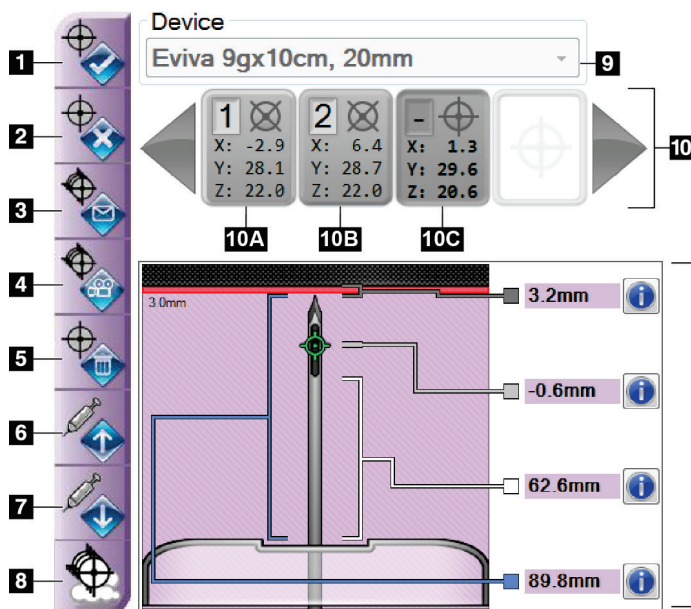 Device
1
Eviva 9gx10cm, 20mm
9
2
1
X: -2.9
Y: 28.1
Z: 22.0
2
X: 6.4
Y: 28.7
Z: 22.0
-
X: 1.3
Y: 29.6
Z: 20.6
10
3
10A
10B
10C
4
3.0mm
3.2mm
5
-0.6mm
6
62.6mm
7
8
89.8mm